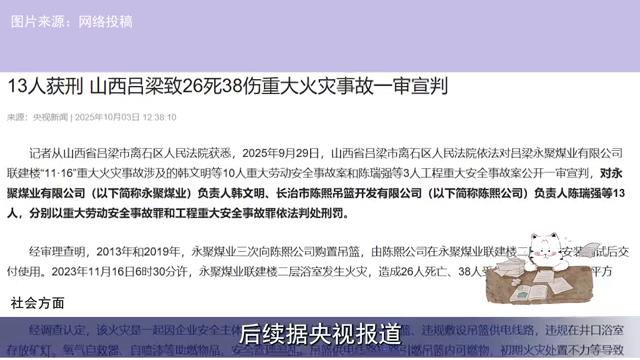 图片来源：网络投稿
13人获刑 山西吕梁致26死38伤重大火灾事故一审宣判
来源：央视新闻 | 2025年10月03日 12:38:10
记者从山西省吕梁市离石区人民法院获悉，2025年9月29日，山西省吕梁市离石区人民法院依法对吕梁永聚煤业有限公司
联建楼“11·16”重大火灾事故涉及的韩文明等10人重大劳动安全事故案和陈瑞强等3人工程重大安全事故案公开一审宣判，对永
聚煤业有限公司（以下简称永聚煤业）负责人韩文明、长治市陈熙吊篮开发有限公司（以下简称陈熙公司）负责人陈瑞强等13
人，分别以重大劳动安全事故罪和工程重大安全事故罪依法判处刑罚。
经审理查明，2013年和2019年，永聚煤业三次向陈熙公司购置吊篮，由陈熙公司在永聚煤业联建楼二层 安装 试后交
付使用。2023年11月16日6时30分许，永聚煤业联建楼二层浴室发生火灾，造成26人死亡、38人受 平方
社会方面
经调查认定，该火灾是一起因企业安全主体 、违规敷设吊篮供电线路，违规在井口浴室
后续据央视报道
存放矿灯、氧气自救器、自喷漆等助燃物品、安全 吊篮内可燃物，初期火灾处置不力等导致